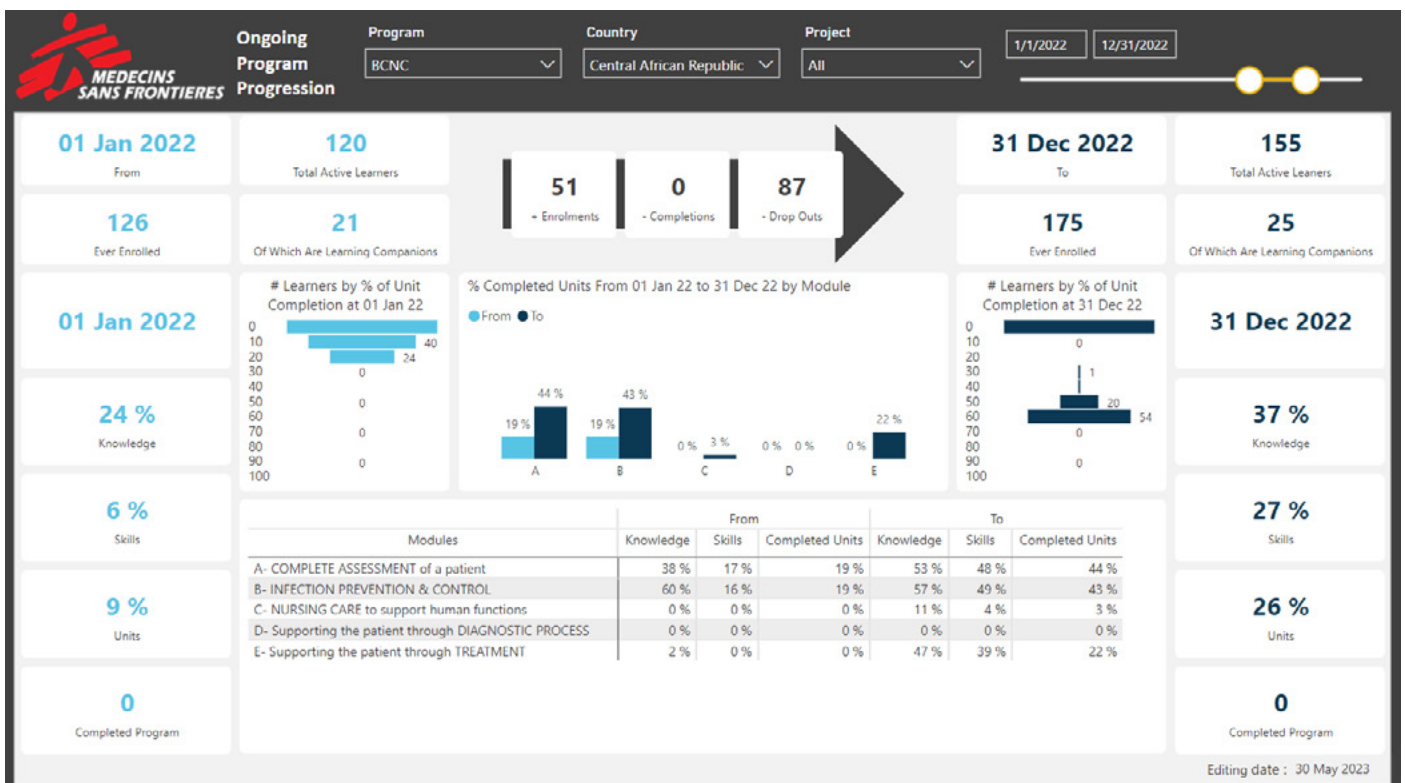 MEDECINS
SANS FRONTIERES
Ongoing
Program
Progression
Program
BCNC
Country
Central African Republic
Project
All
1/1/2022
12/31/2022
01 Jan 2022
From
120
Total Active Learners
126
Ever Enrolled
21
Of Which Are Learning Companions
51
+ Enrolments
0
- Completions
87
- Drop Outs
31 Dec 2022
To
155
Total Active Leaners
175
Ever Enrolled
25
Of Which Are Learning Companions
01 Jan 2022
24 %
Knowledge
6 %
Skills
9 %
Units
0
Completed Program
# Learners by % of Unit
Completion at 01 Jan 22
0
10 40
20 24
30 0
40
50 0
60
70 0
80
90 0
100
% Completed Units From 01 Jan 22 to 31 Dec 22 by Module
From To
19 % 44 % 19 % 43 % 0 % 3 % 0 % 0 % 0 % 22 %
A B C D E
# Learners by % of Unit
Completion at 31 Dec 22
0
10 0
20
30 1
40
50 20
60 54
70 0
80
90 0
100
From To
Modules Knowledge Skills Completed Units Knowledge Skills Completed Units
A- COMPLETE ASSESSMENT of a patient 38 % 17 % 19 % 53 % 48 % 44 %
B- INFECTION PREVENTION & CONTROL 60 % 16 % 19 % 57 % 49 % 43 %
C- NURSING CARE to support human functions 0 % 0 % 0 % 11 % 4 % 3 %
D- Supporting the patient through DIAGNOSTIC PROCESS 0 % 0 % 0 % 0 % 0 % 0 %
E- Supporting the patient through TREATMENT 2 % 0 % 0 % 47 % 39 % 22 %
31 Dec 2022
37 %
Knowledge
27 %
Skills
26 %
Units
0
Completed Program
Editing date : 30 May 2023